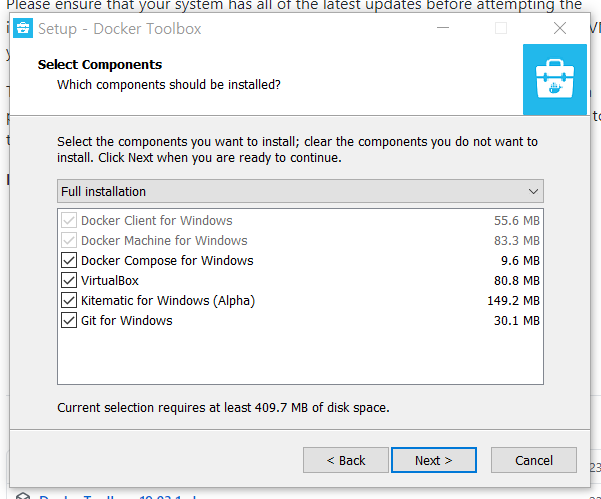 Please ensure that your system has all of the latest updates before attempting the
Setup - Docker Toolbox
Select Components
Which components should be installed?
Select the components you want to install; clear the components you do not want to
install. Click Next when you are ready to continue.
Full installation
Docker Client for Windows 55.6 MB
Docker Machine for Windows 83.3 MB
Docker Compose for Windows 9.6 MB
VirtualBox 80.8 MB
Kitematic for Windows (Alpha) 149.2 MB
Git for Windows 30.1 MB
Current selection requires at least 409.7 MB of disk space.
< Back
Next >
Cancel